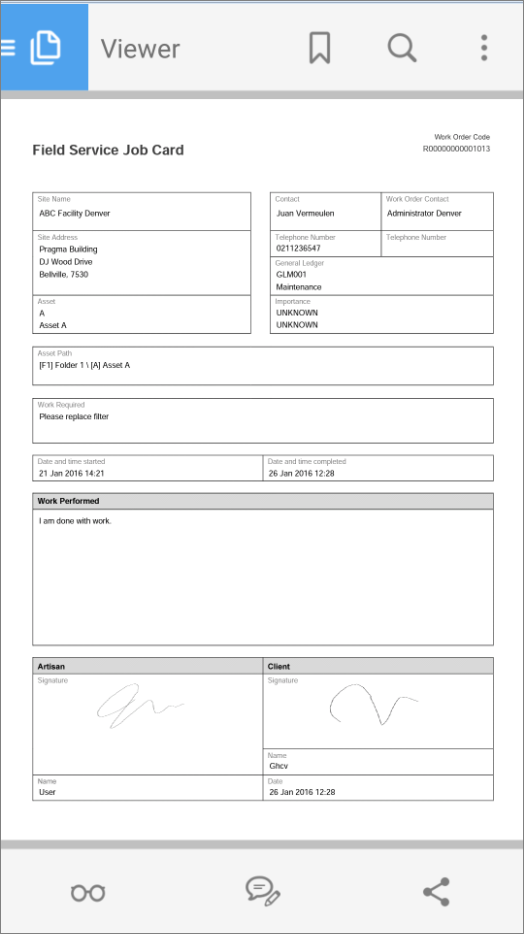 Viewer
Work Order Code
Field Service Job Card
R00000000001013
Site Name
ABC Facility Denver
Contact
Juan Vermeulen
Work Order Contact
Administrator Denver
Site Address
Pragma Building
DJ Wood Drive
Bellville, 7530
Telephone Number
0211236547
Telephone Number
General Ledger
GLM001
Maintenance
Asset
A
Asset A
Importance
UNKNOWN
UNKNOWN
Asset Path
[F1] Folder 1 \ [A] Asset A
Work Required
Please replace filter
Date and time started
21 Jan 2016 14:21
Date and time completed
26 Jan 2016 12:28
Work Performed
I am done with work.
Artisan
Signature
Name
User
Client
Signature
Name
Ghcv
Date
26 Jan 2016 12:28